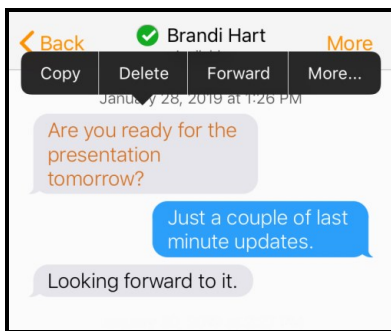 Back
Brandi Hart
More
Copy
Delete
Forward
More...
January 28, 2019 at 1:26 PM
Are you ready for the
presentation
tomorrow?
Just a couple of last
minute updates.
Looking forward to it.